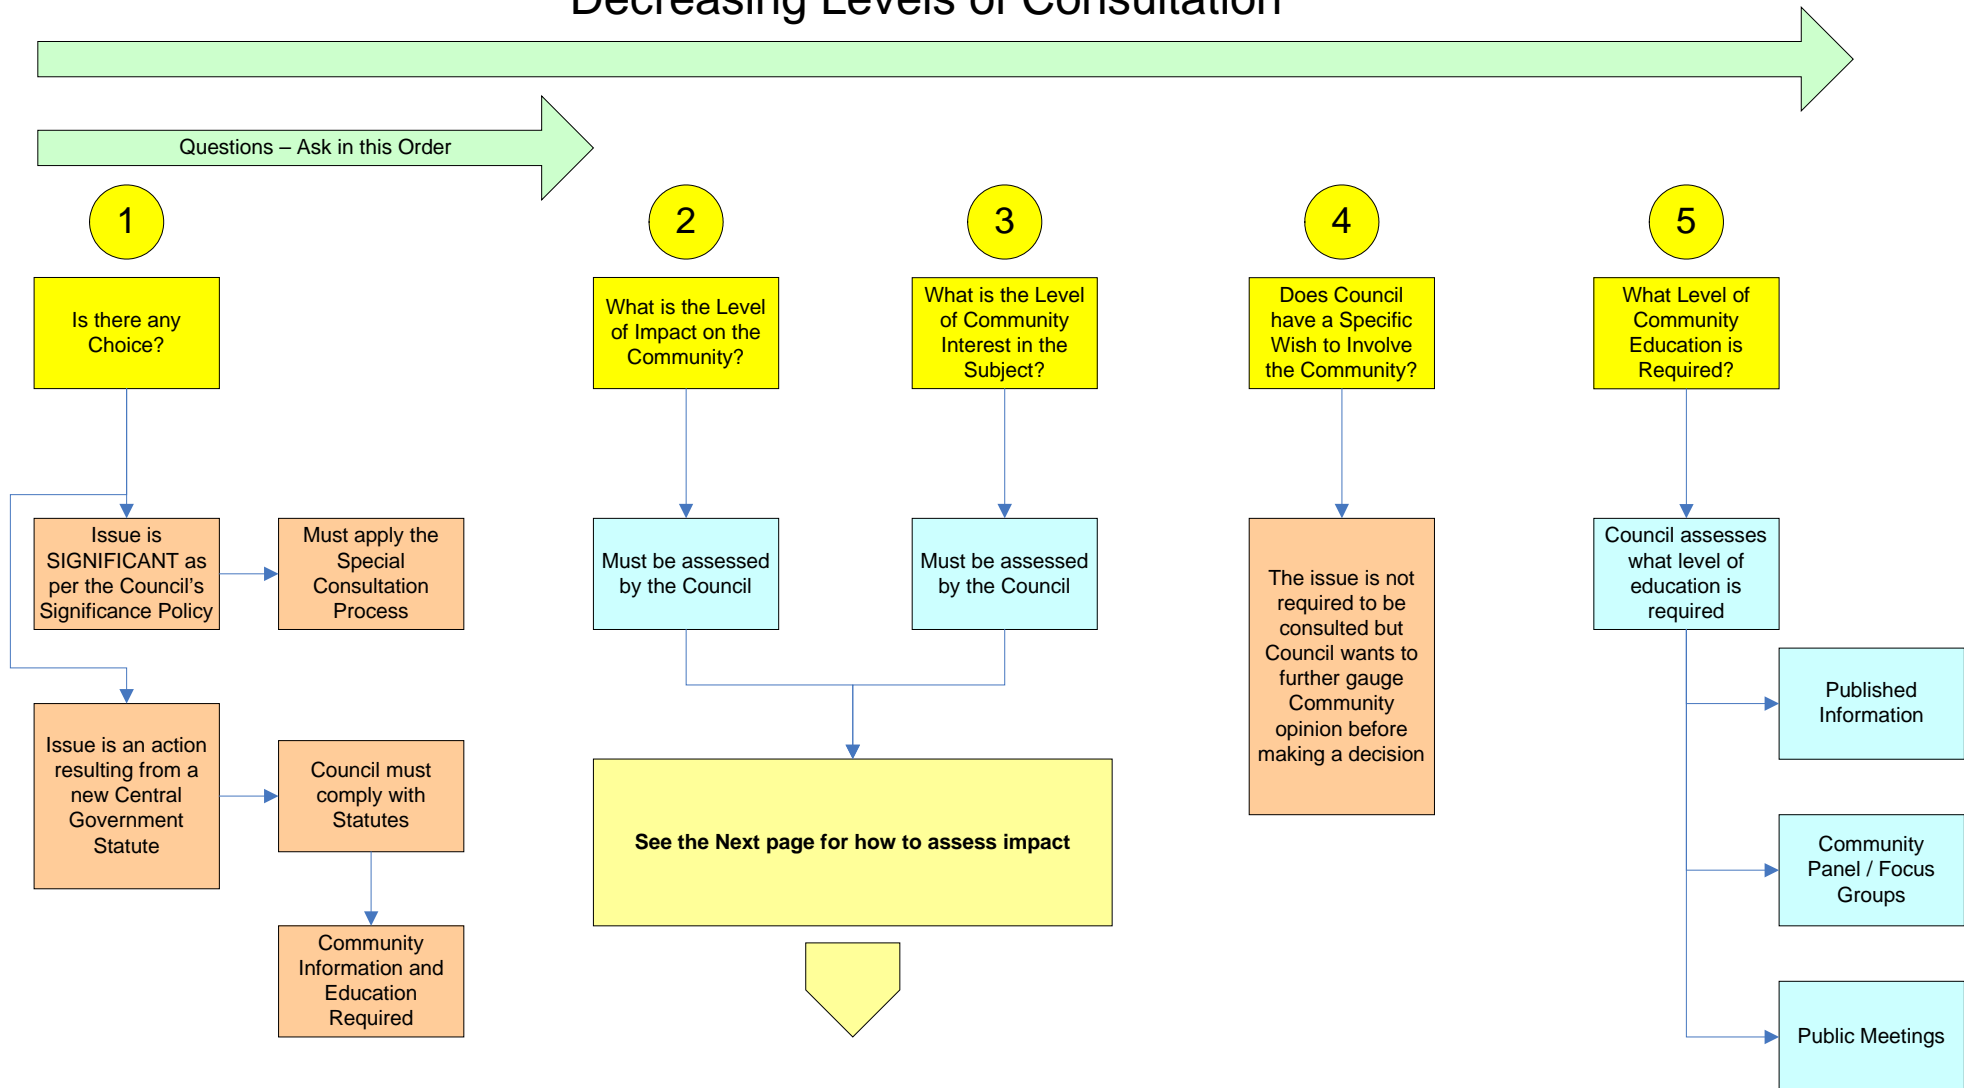 Decreasing Levels of Consultation
Questions – Ask in this Order
1
2
3
4
5
Is there any
Choice?
What is the Level
of Impact on the
Community?
What is the Level
of Community
Interest in the
Subject?
Does Council
have a Specific
Wish to Involve
the Community?
What Level of
Community
Education is
Required?
Issue is
SIGNIFICANT as
per the Council's
Significance Policy
Must apply the
Special
Consultation
Process
Must be assessed
by the Council
Must be assessed
by the Council
The issue is not
required to be
consulted but
Council wants to
further gauge
Community
opinion before
making a decision
Council assesses
what level of
education is
required
Published
Information
Issue is an action
resulting from a
new Central
Government
Statute
Council must
comply with
Statutes
See the Next page for how to assess impact
Community
Panel / Focus
Groups
Community
Information and
Education
Required
Public Meetings